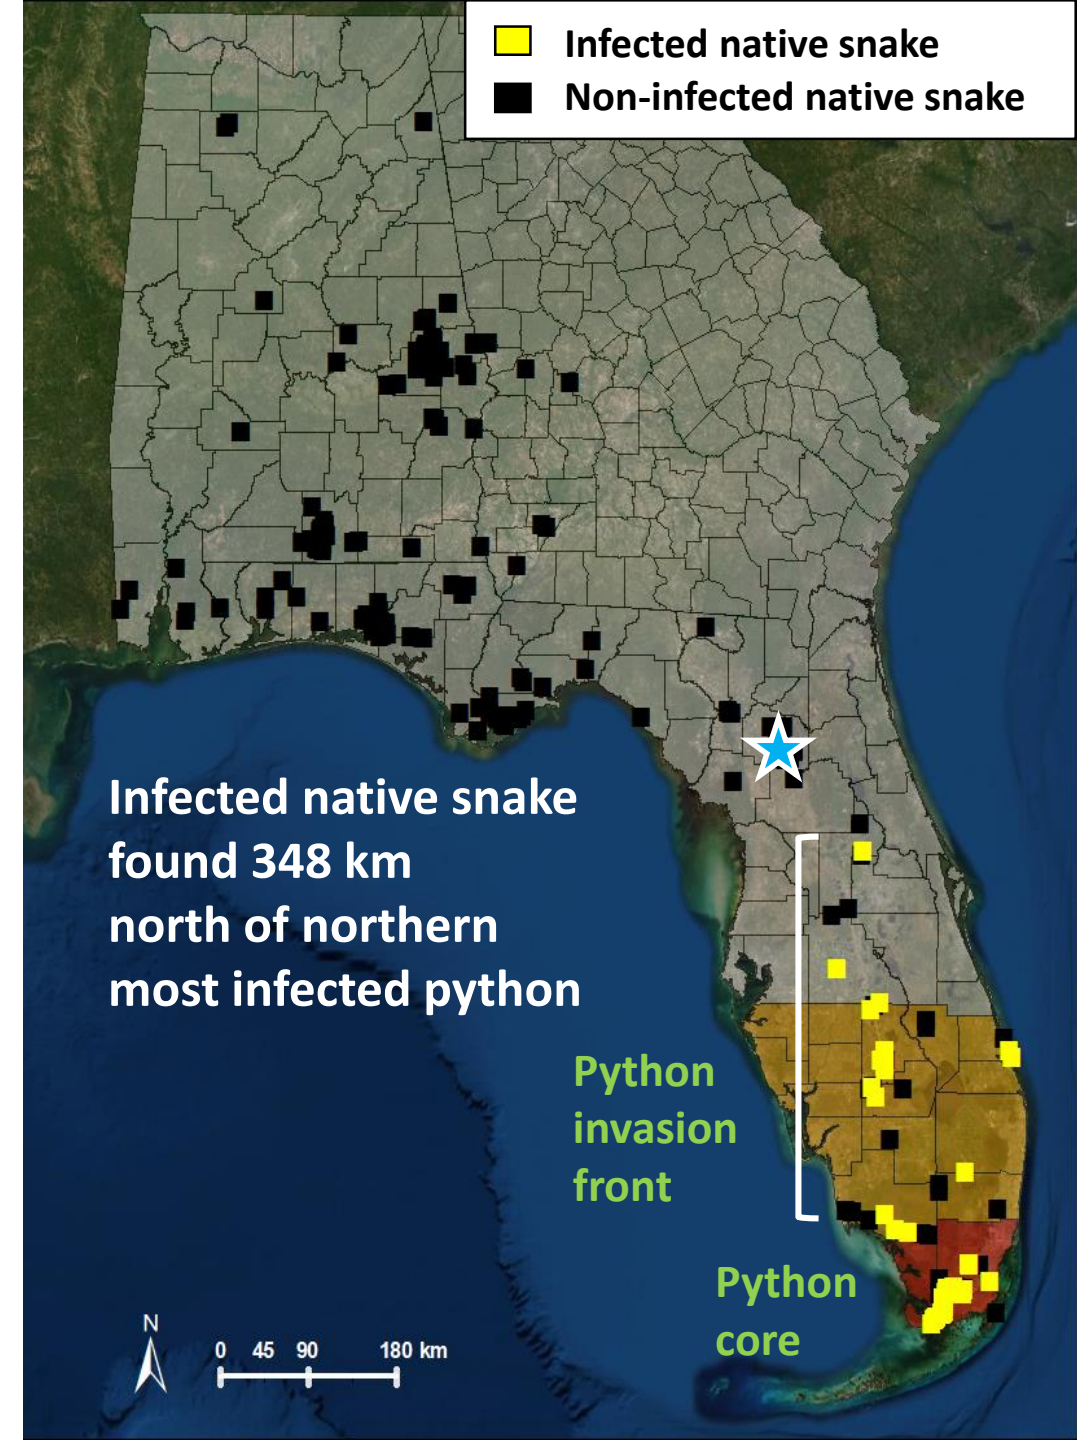 Infected native snake
Non-infected native snake
Infected native snake
found 348 km
north of northern
most infected python
Python
invasion
front
Python
core
N
0 45 90 180 km